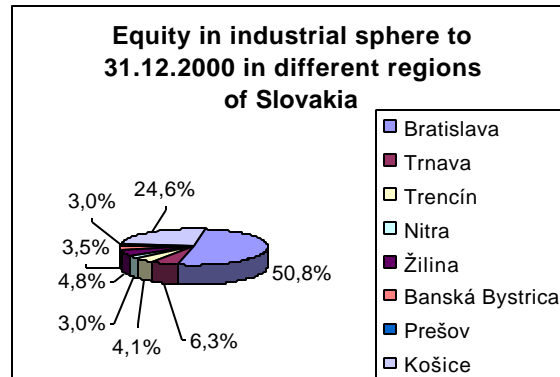 Equity in industrial sphere to
31.12.2000 in different regions
of Slovakia
24,6%
3,0%
3,5%
4,8%
3,0%
4,1%
6,3%
50,8%
Bratislava
Trnava
Trencín
Nitra
Žilina
Banská Bystrica
Prešov
Košice